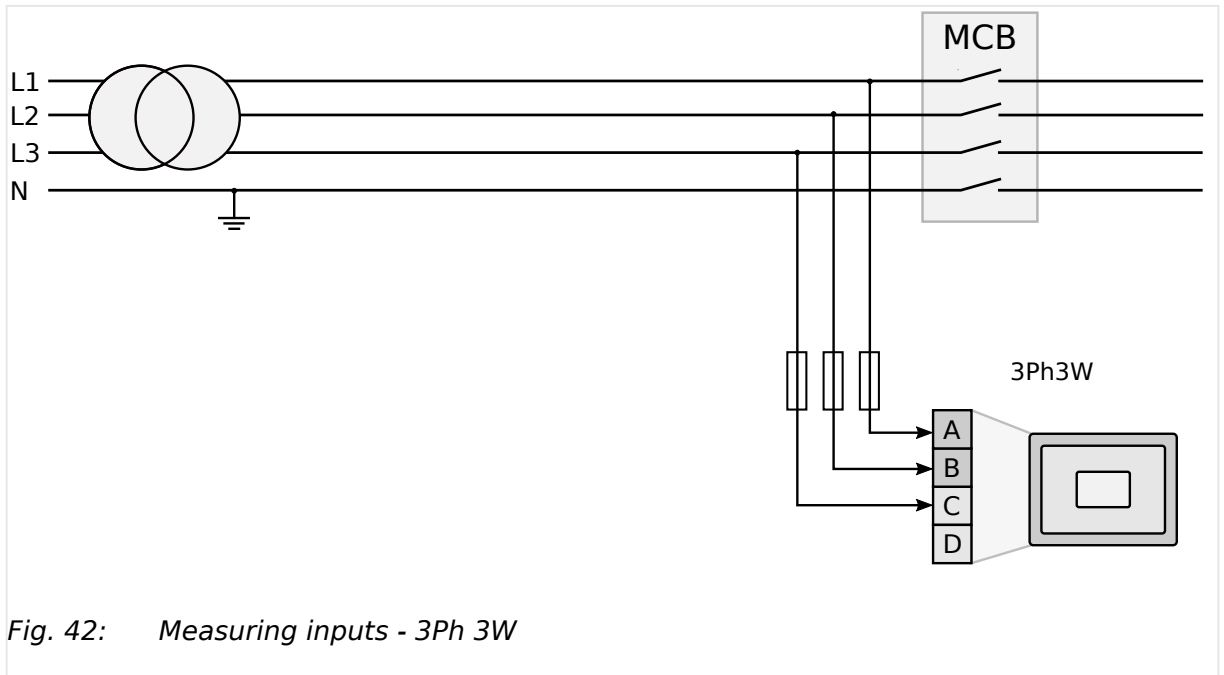 MCB
L1
L2
L3
N
3Ph3W
A
B
C
D
Fig. 42: Measuring inputs - 3Ph 3W